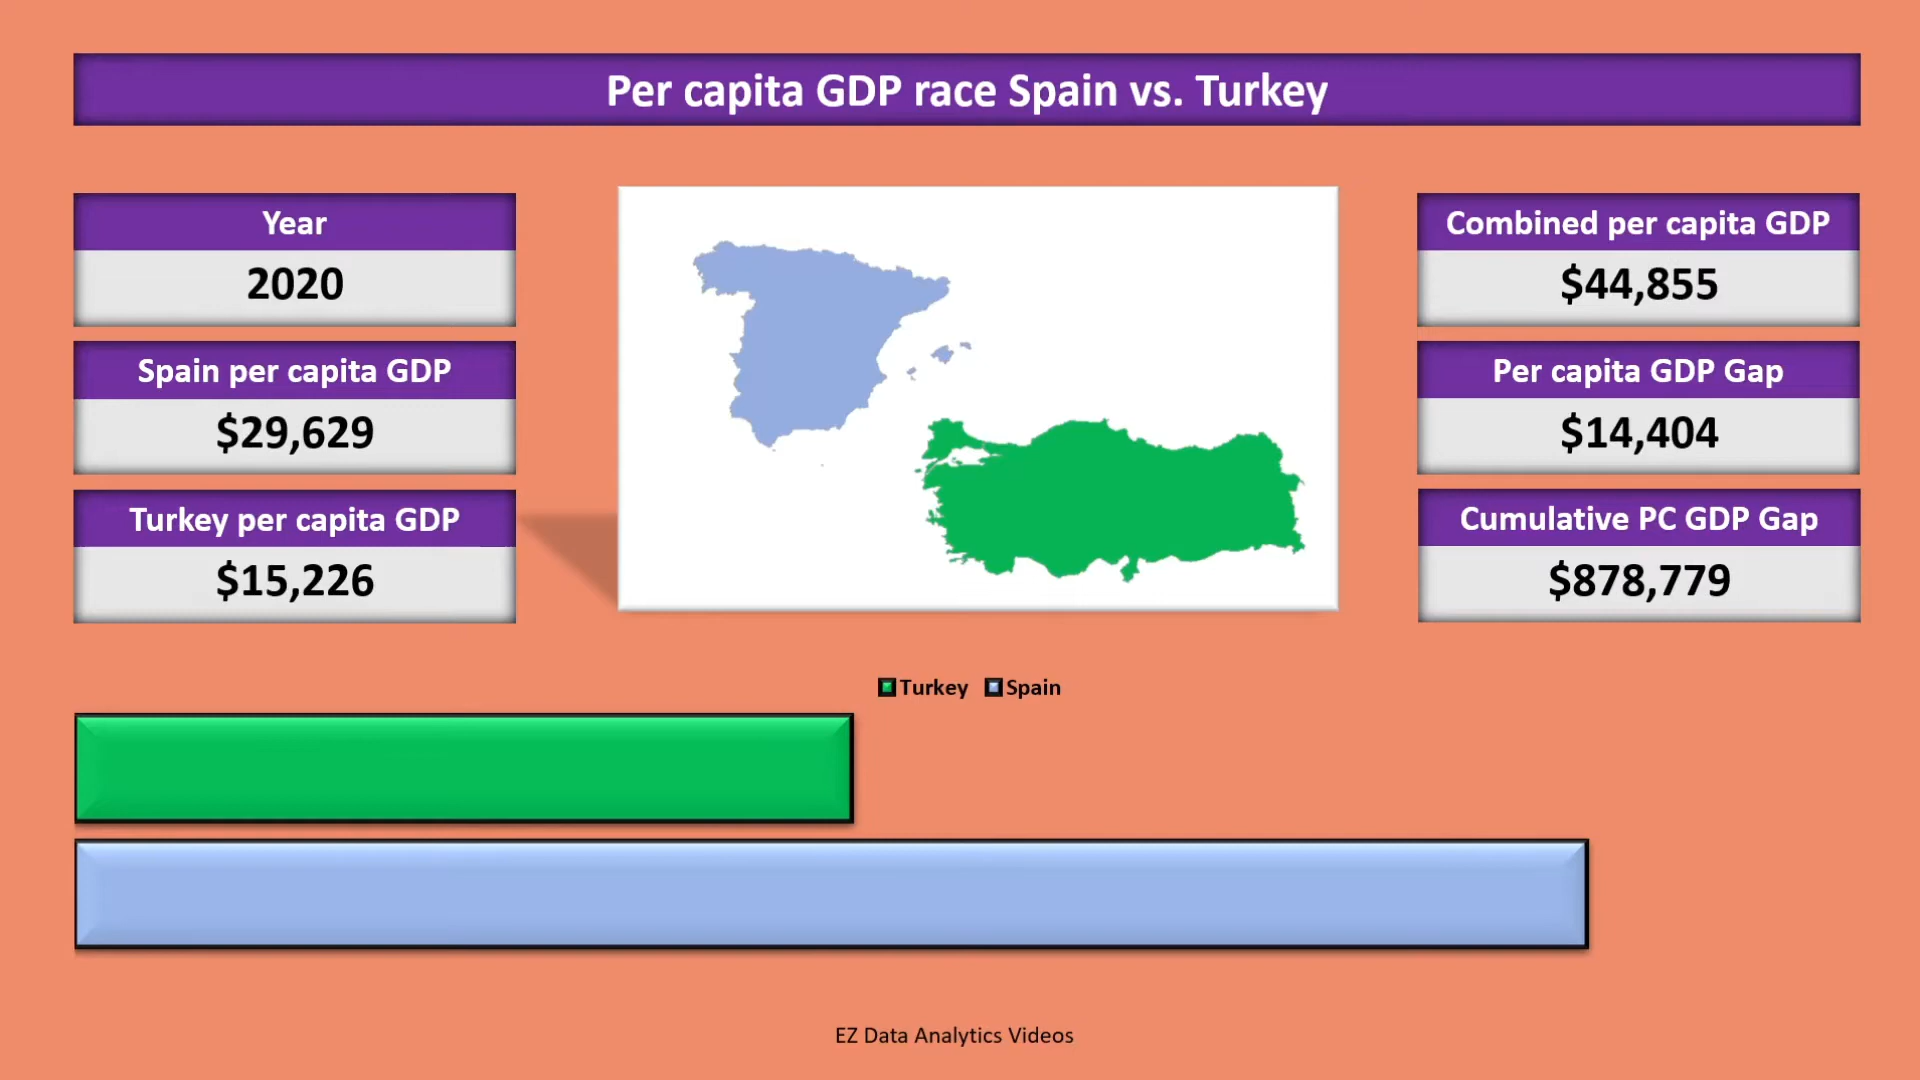 Per capita GDP race Spain vs. Turkey
Year
2020
Spain per capita GDP
$29,629
Turkey per capita GDP
$15,226
Combined per capita GDP
$44,855
Per capita GDP Gap
$14,404
Cumulative PC GDP Gap
$878,779
Turkey Spain
EZ Data Analytics Videos